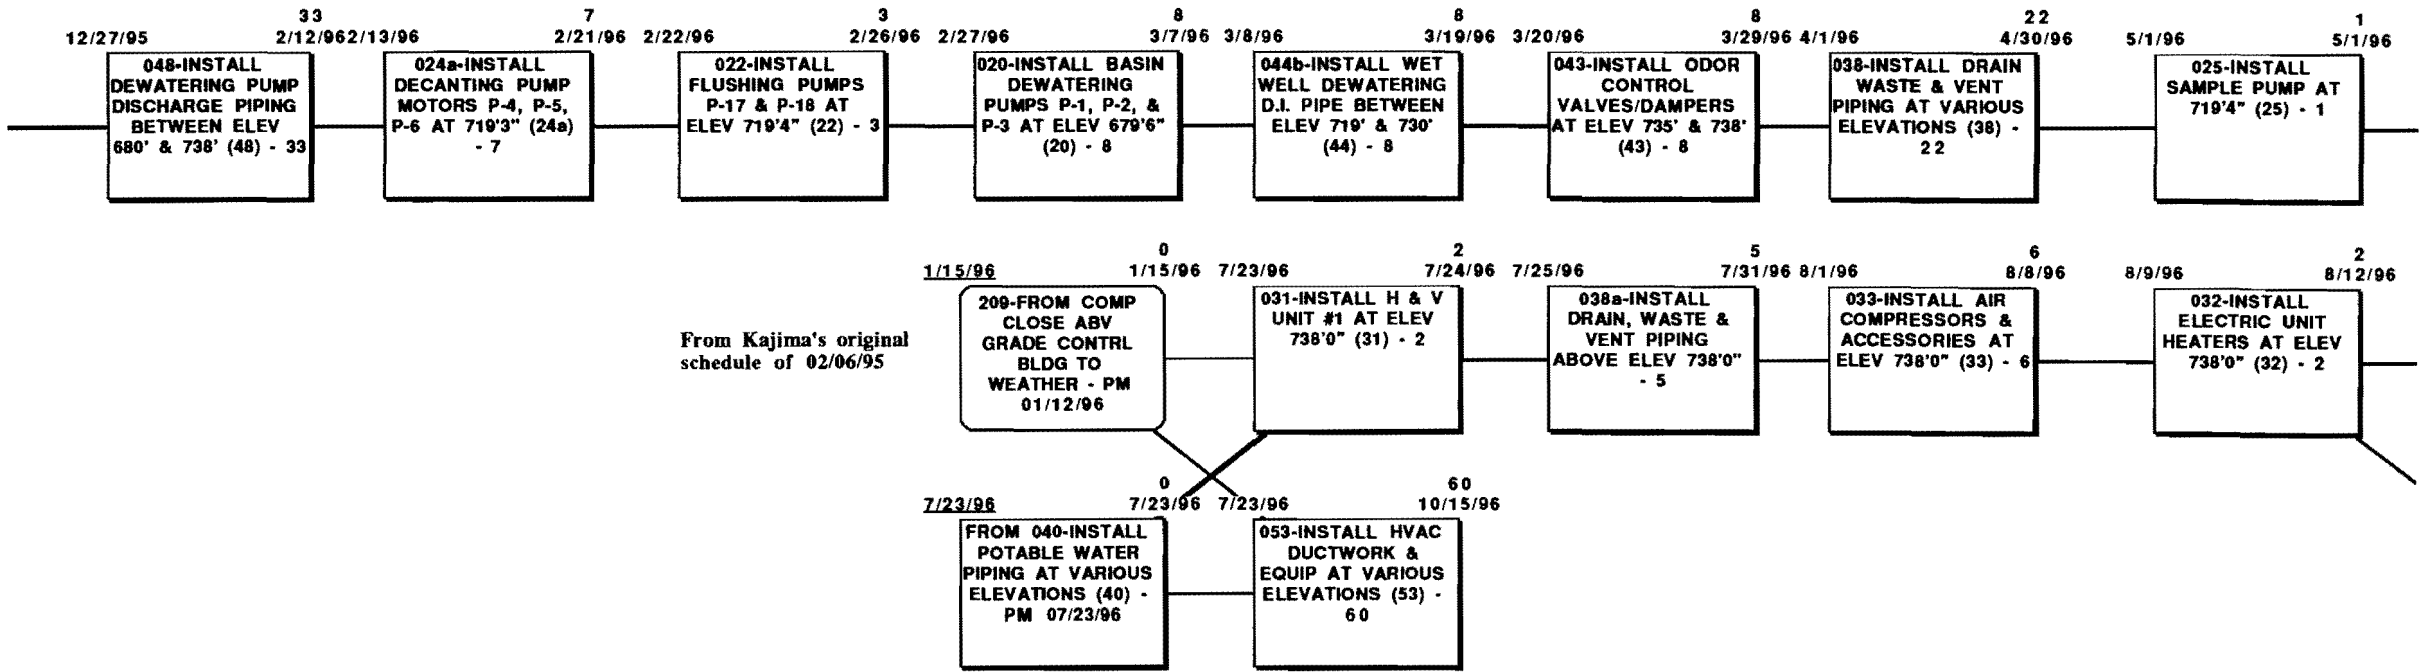 33 7 3 8 8 8 22 1
12/27/95 2/12/96 2/13/96 2/21/96 2/22/96 2/26/96 2/27/96 3/7/96 3/8/96 3/19/96 3/20/96 3/29/96 4/1/96 4/30/96 5/1/96 5/1/96
048-INSTALL
DEWATERING PUMP
DISCHARGE PIPING
BETWEEN ELEV
680' & 738' (48) - 33
024a-INSTALL
DECANTING PUMP
MOTORS P-4, P-5,
P-6 AT 719'3" (24a)
- 7
022-INSTALL
FLUSHING PUMPS
P-17 & P-18 AT
ELEV 719'4" (22) - 3
020-INSTALL BASIN
DEWATERING
PUMPS P-1, P-2, &
P-3 AT ELEV 679'6"
(20) - 8
044b-INSTALL WET
WELL DEWATERING
D.I. PIPE BETWEEN
ELEV 719' & 730'
(44) - 8
043-INSTALL ODOR
CONTROL
VALVES/DAMPERS
AT ELEV 735' & 738'
(43) - 8
038-INSTALL DRAIN
WASTE & VENT
PIPING AT VARIOUS
ELEVATIONS (38) -
22
025-INSTALL
SAMPLE PUMP AT
719'4" (25) - 1
0 2 5 6 2
1/15/96 1/15/96 7/23/96 7/24/96 7/25/96 7/31/96 8/1/96 8/8/96 8/9/96 8/12/96
From Kajima's original
schedule of 02/06/95
209-FROM COMP
CLOSE ABV
GRADE CONTRL
BLDG TO
WEATHER - PM
01/12/96
031-INSTALL H & V
UNIT #1 AT ELEV
738'0" (31) - 2
038a-INSTALL
DRAIN, WASTE &
VENT PIPING
ABOVE ELEV 738'0"
- 5
033-INSTALL AIR
COMPRESSORS &
ACCESSORIES AT
ELEV 738'0" (33) - 6
032-INSTALL
ELECTRIC UNIT
HEATERS AT ELEV
738'0" (32) - 2
0 60
7/23/96 7/23/96 7/23/96 10/15/96
FROM 040-INSTALL
POTABLE WATER
PIPING AT VARIOUS
ELEVATIONS (40) -
PM 07/23/96
053-INSTALL HVAC
DUCTWORK &
EQUIP AT VARIOUS
ELEVATIONS (53) -
60